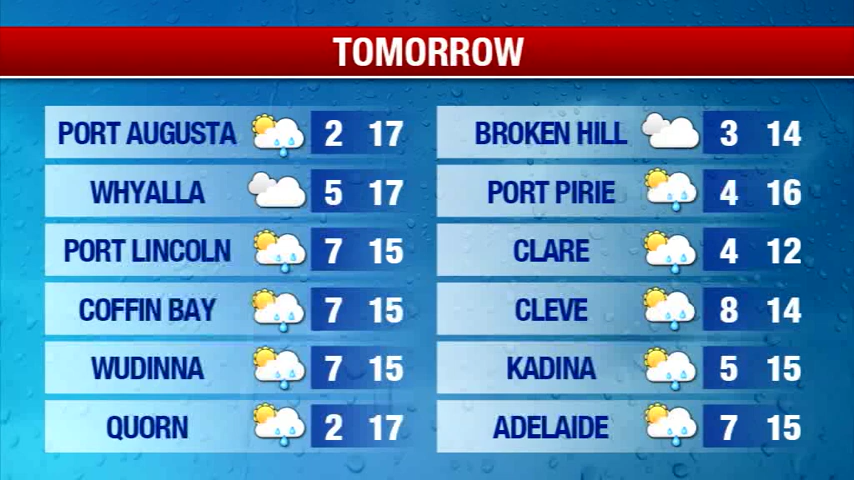 TOMORROW
PORT AUGUSTA 2 17
WHYALLA 5 17
PORT LINCOLN 7 15
COFFIN BAY 7 15
WUDINNA 7 15
QUORN 2 17
BROKEN HILL 3 14
PORT PIRIE 4 16
CLARE 4 12
CLEVE 8 14
KADINA 5 15
ADELAIDE 7 15